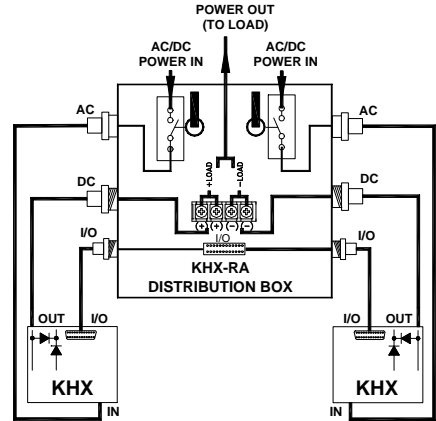 POWER OUT
(TO LOAD)
AC/DC
POWER IN
AC/DC
POWER IN
AC
AC
+LOAD
−LOAD
DC
DC
(+) (+) (−) (−)
I/O
I/O
I/O
KHX-RA
DISTRIBUTION BOX
OUT
I/O
I/O
OUT
KHX
KHX
IN
IN